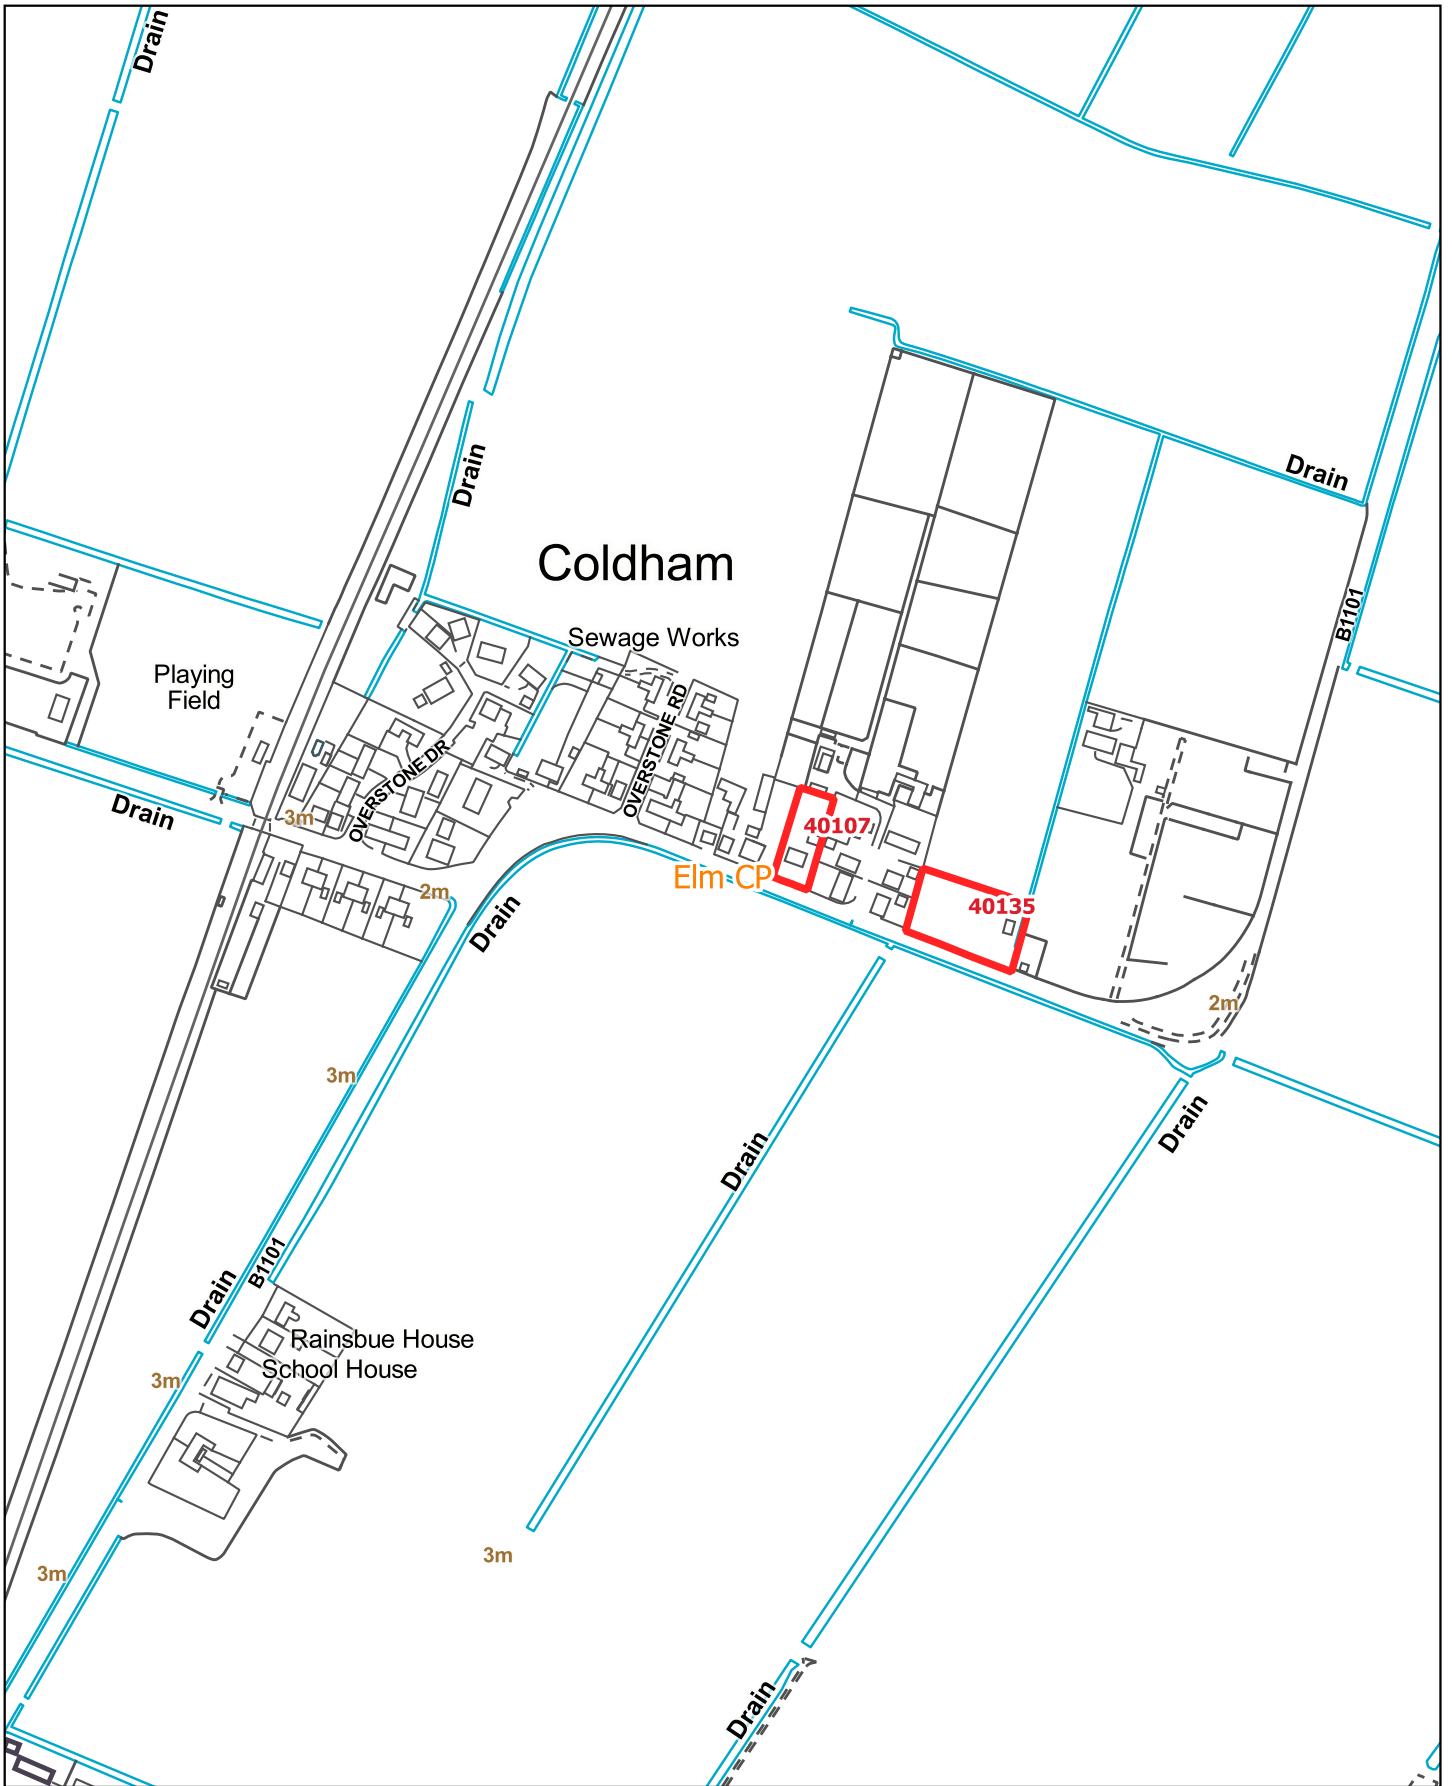 Drain
Drain
Drain
Coldham
B1101
Sewage Works
Playing
Field
OVERSTONE RD
OVERSTONE DR
Drain
3m
40107
Elm CP
2m
40135
Drain
2m
3m
Drain
Drain
B1101
Drain
Rainsbue House
School House
3m
3m
3m
Drain